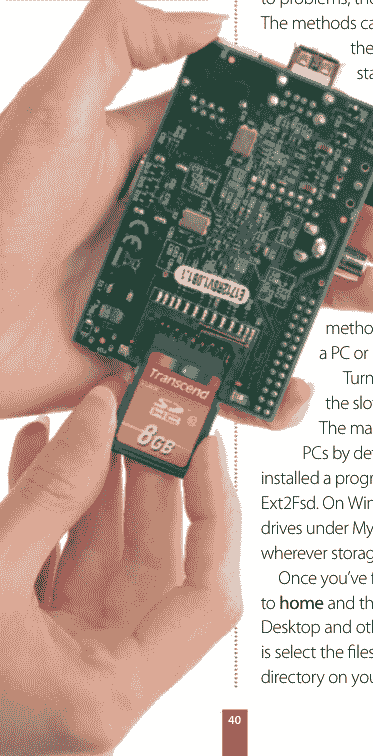 to problems, the
The methods ca
the
sta
Transcend
SD
8GB
metho
a PC or
Turn
the slo
The ma
PCs by de
installed a progr
Ext2Fsd. On Win
drives under My
wherever storag
Once you've f
to home and th
Desktop and oth
is select the files
directory on you
40